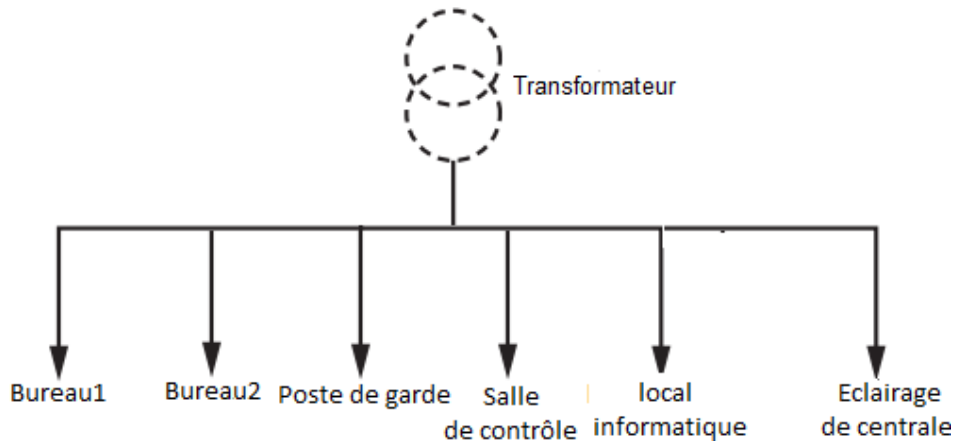 Transformateur
Bureau1
Bureau2
Poste de garde
Salle
de contrôle
local
informatique
Eclairage
de centrale